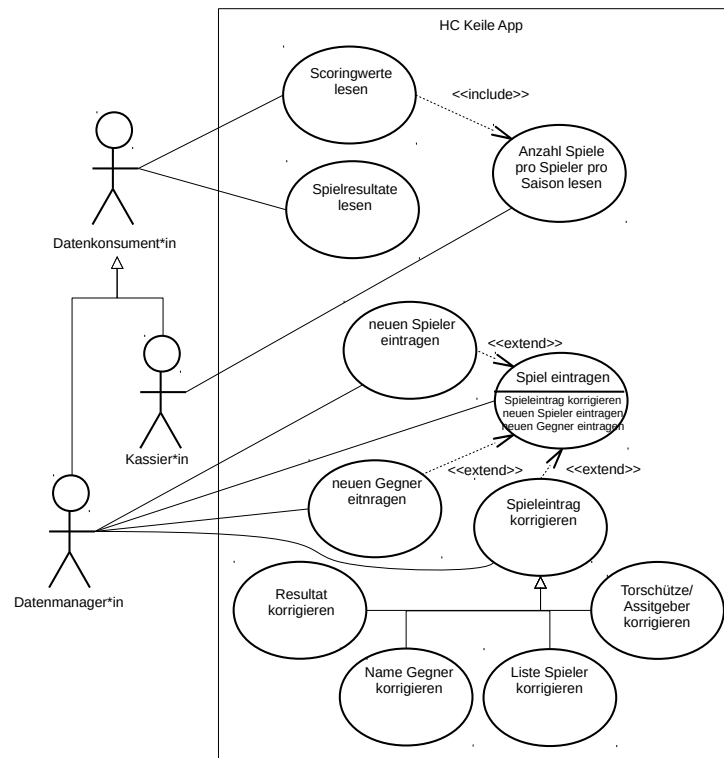 HC Keile App
Scoringwerte
lesen
<<include>>
Anzahl Spiele
pro Spieler pro
Saison lesen
Spielresultate
lesen
Datenkonsument*in
neuen Spieler
eintragen
<<extend>>
Spiel eintragen
Spieleintrag korrigieren
neuen Spieler eintragen
neuen Gegner eintragen
Kassier*in
<<extend>>
<<extend>>
neuen Gegner
eitnragen
Spieleintrag
korrigieren
Datenmanager*in
Resultat
korrigieren
Torschütze/
Assitgeber
korrigieren
Name Gegner
korrigieren
Liste Spieler
korrigieren